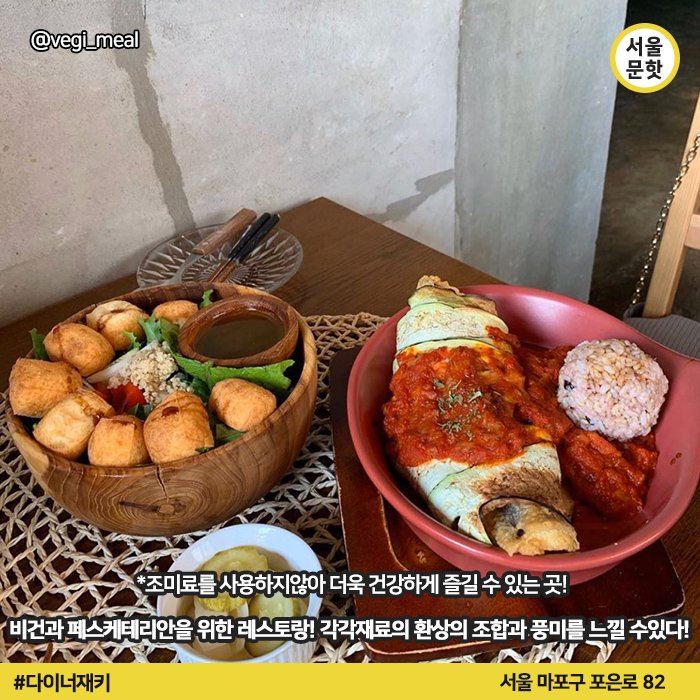 @vegi_meal
서울
문핫
*조미료를 사용하지않아 더욱 건강하게 즐길 수 있는 곳!
비건과 페스케테리안을 위한 레스토랑! 각각재료의 환상의 조합과 풍미를 느낄 수있다!
#다이너재키
서울 마포구 포은로 82